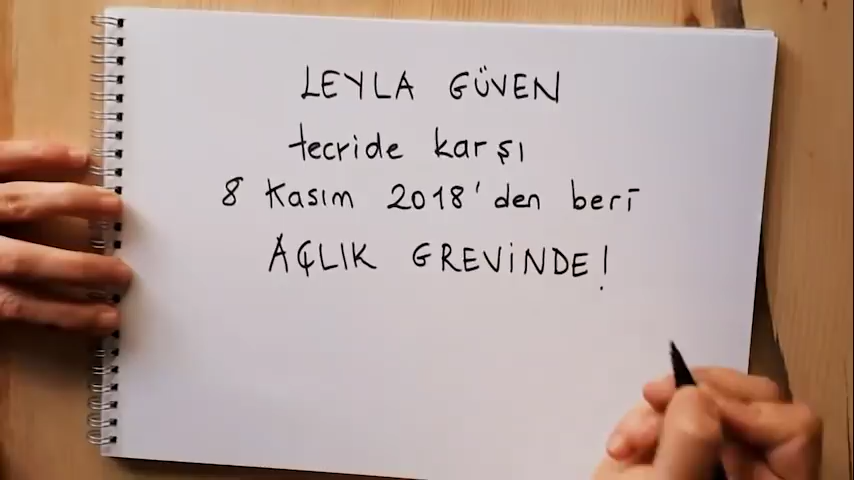 LEYLA GÜVEN
tecride karşı
8 Kasım 2018'den beri
AÇLIK GREVİNDE!